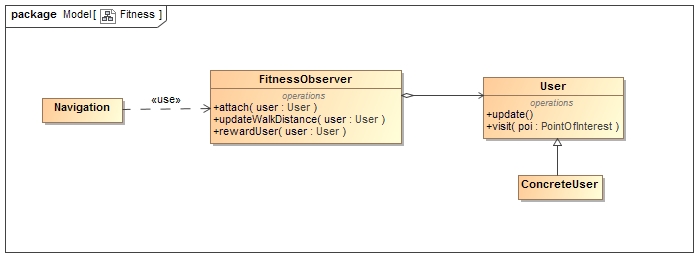 package Model[ Fitness ]
FitnessObserver
operations
+attach( user : User )
+updateWalkDistance( user : User )
+rewardUser( user : User )
Navigation
«use»
User
operations
+update()
+visit( poi : PointOfInterest )
ConcreteUser